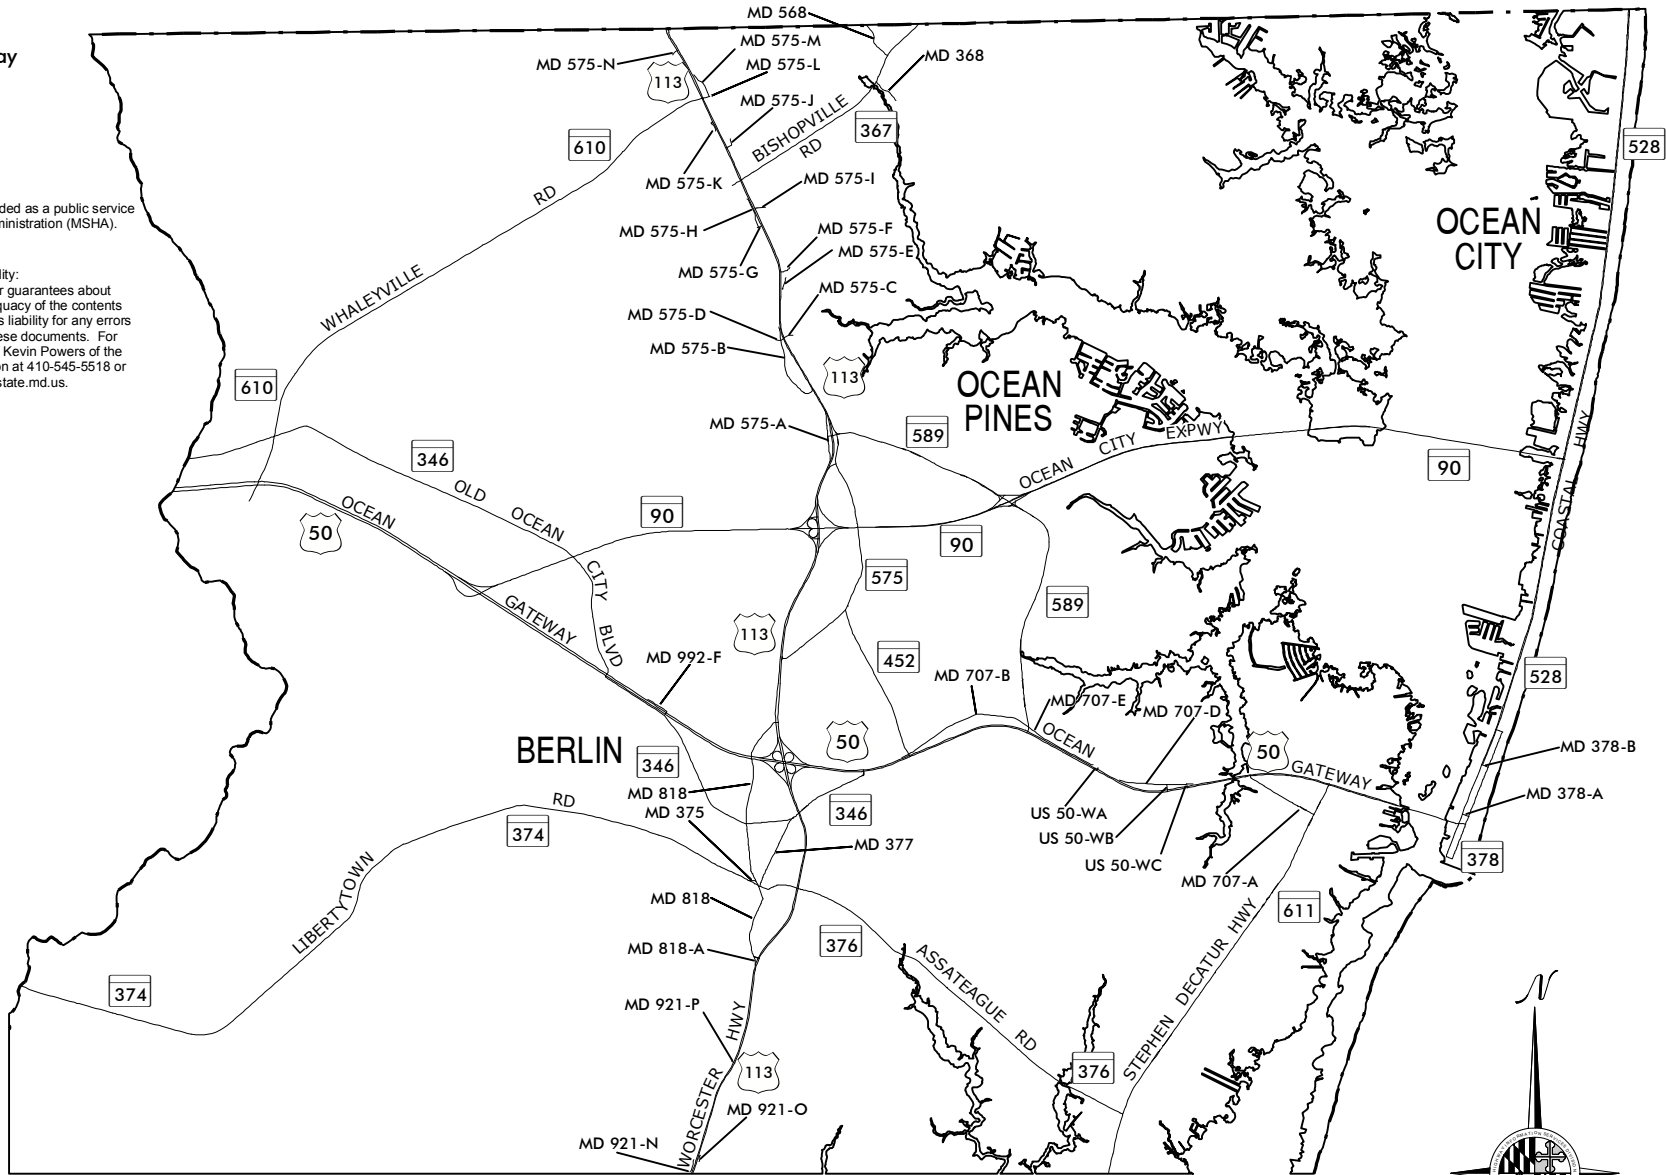 ay
ded as a public service
ministration (MSHA).
lity:
r guarantees about
quacy of the contents
s liability for any errors
ese documents.  For
Kevin Powers of the
on at 410-545-5518 or
state.md.us.
MD 568
MD 575-M
MD 575-N
MD 575-L
MD 368
113
MD 575-J
BISHOPVILLE
RD
367
610
528
MD 575-K
MD 575-I
RD
MD 575-H
MD 575-F
OCEAN
CITY
MD 575-E
MD 575-G
MD 575-C
WHALEYVILLE
MD 575-D
MD 575-B
113
610
OCEAN
PINES
MD 575-A
589
OCEAN CITY EXPWY
346
90
COASTAL HWY
OLD OCEAN CITY BLVD
OCEAN
50
90
90
575
GATEWAY
589
113
452
MD 992-F
528
MD 707-B
MD 707-E
MD 707-D
BERLIN
346
50
OCEAN
50
GATEWAY
MD 378-B
MD 818
MD 378-A
RD
MD 375
346
US 50-WA
374
US 50-WB
MD 377
US 50-WC
378
MD 707-A
LIBERTYTOWN
MD 818
611
376
MD 818-A
ASSATEAGUE RD
STEPHEN DECATUR HWY
374
MD 921-P
N
WORCESTER HWY
113
376
MD 921-O
MD 921-N